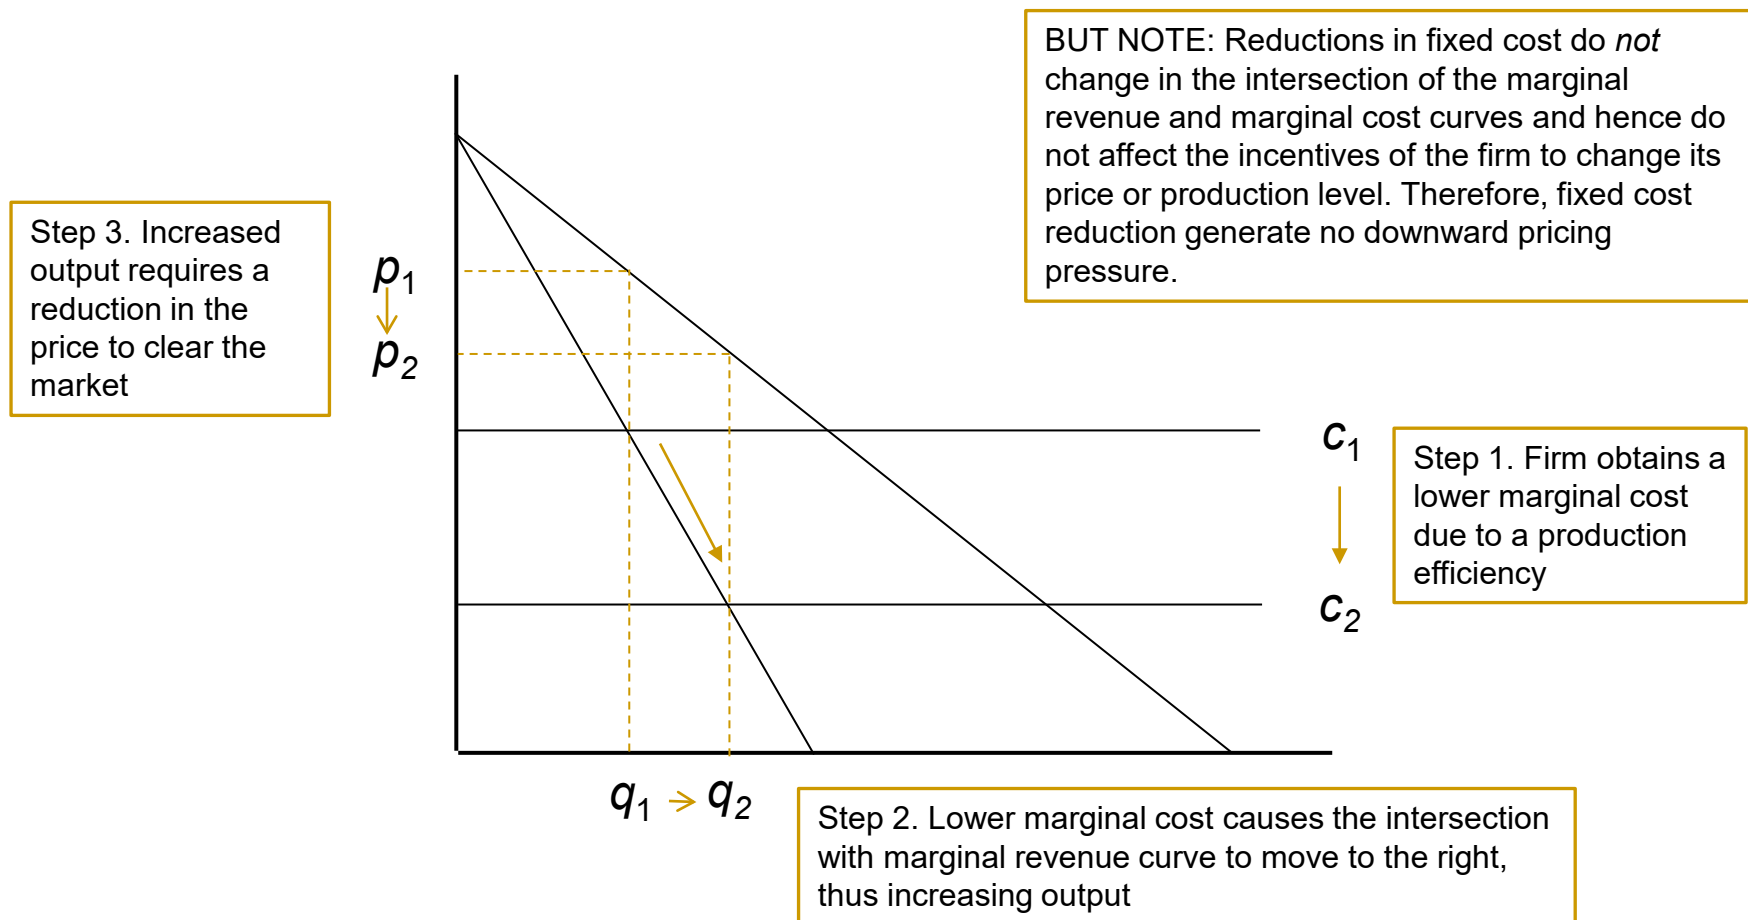 BUT NOTE: Reductions in fixed cost do not
change in the intersection of the marginal
revenue and marginal cost curves and hence do
not affect the incentives of the firm to change its
price or production level. Therefore, fixed cost
reduction generate no downward pricing
pressure.
Step 3. Increased
output requires a
reduction in the
price to clear the
market
p1
p2
c1
c2
Step 1. Firm obtains a
lower marginal cost
due to a production
efficiency
q1 → q2
Step 2. Lower marginal cost causes the intersection
with marginal revenue curve to move to the right,
thus increasing output